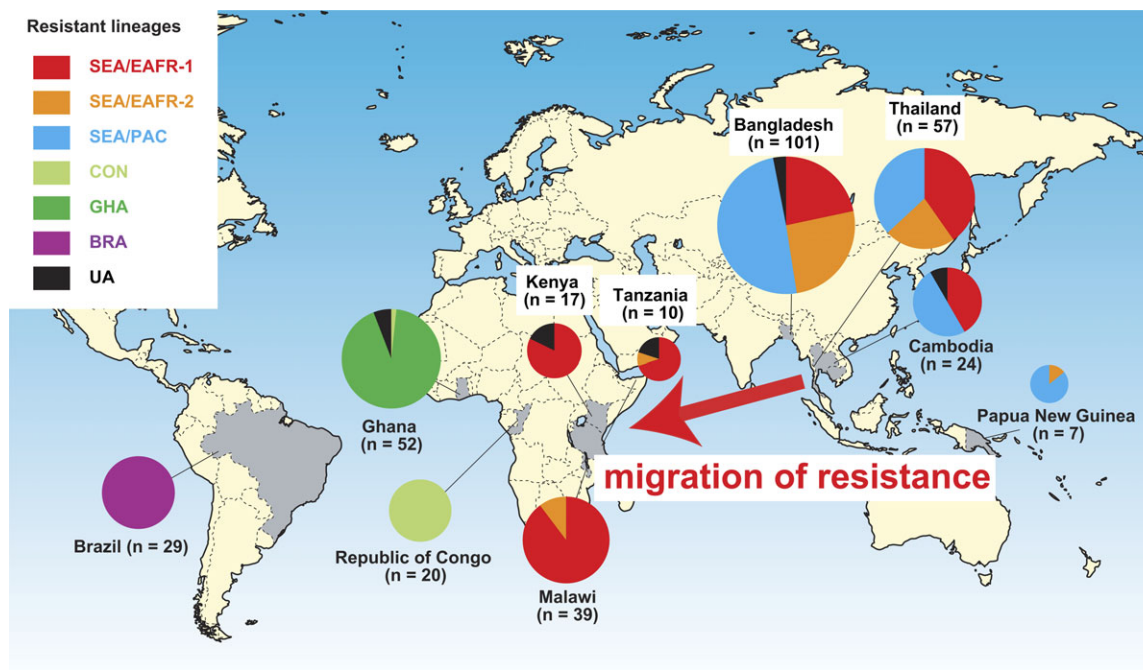 Resistant lineages
SEA/EAFR-1
SEA/EAFR-2
SEA/PAC
CON
GHA
BRA
UA
Bangladesh
(n = 101)
Thailand
(n = 57)
Kenya
(n = 17)
Tanzania
(n = 10)
Cambodia
(n = 24)
Papua New Guinea
(n = 7)
Ghana
(n = 52)
migration of resistance
Brazil (n = 29)
Republic of Congo
(n = 20)
Malawi
(n = 39)